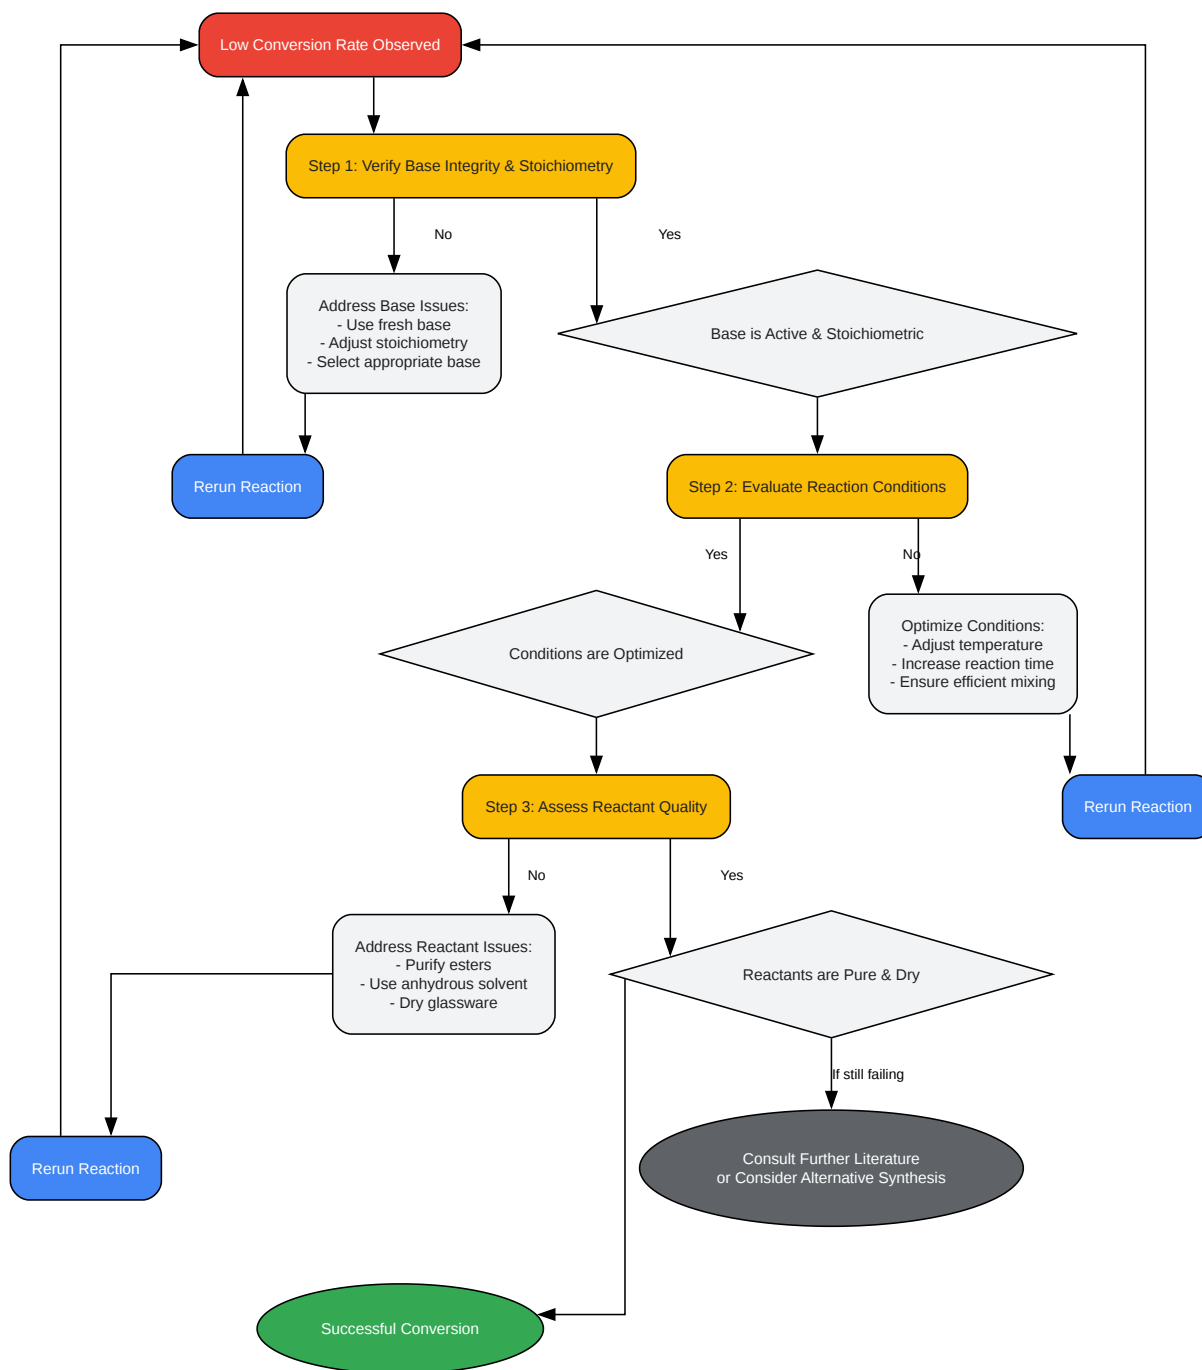 Low Conversion Rate Observed
Step 1: Verify Base Integrity & Stoichiometry
No
Yes
Address Base Issues:
- Use fresh base
- Adjust stoichiometry
- Select appropriate base
Base is Active & Stoichiometric
Rerun Reaction
Step 2: Evaluate Reaction Conditions
Yes
No
Conditions are Optimized
Optimize Conditions:
- Adjust temperature
- Increase reaction time
- Ensure efficient mixing
Step 3: Assess Reactant Quality
Rerun Reaction
No
Yes
Address Reactant Issues:
- Purify esters
- Use anhydrous solvent
- Dry glassware
Reactants are Pure & Dry
If still failing
Rerun Reaction
Consult Further Literature
or Consider Alternative Synthesis
Successful Conversion